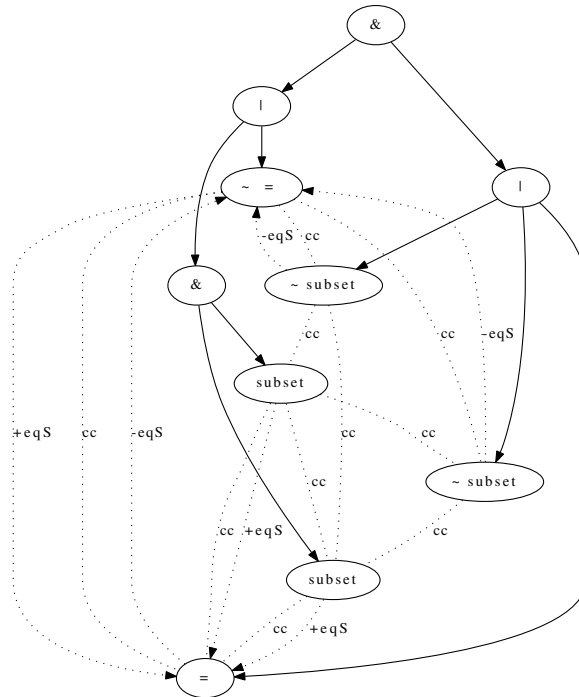 &
|
~ =
|
-eqS cc
&
~ subset
cc
cc
-eqS
subset
+eqS cc -eqS
cc
cc
cc
~ subset
cc
cc +eqS
subset
cc +eqS
=